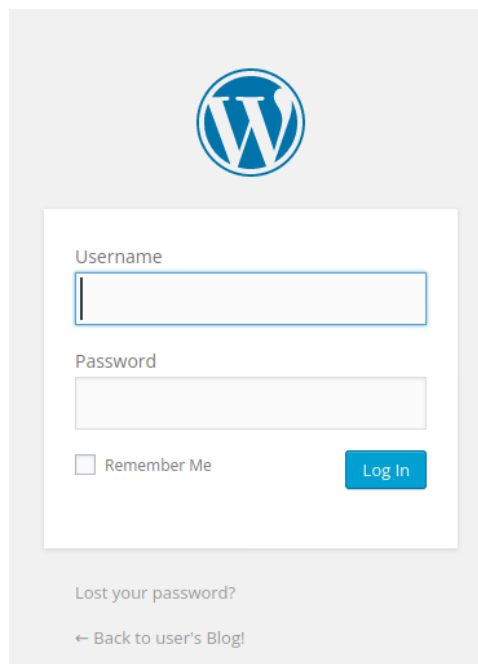 Username
Password
Remember Me
Log In
Lost your password?
← Back to user's Blog!